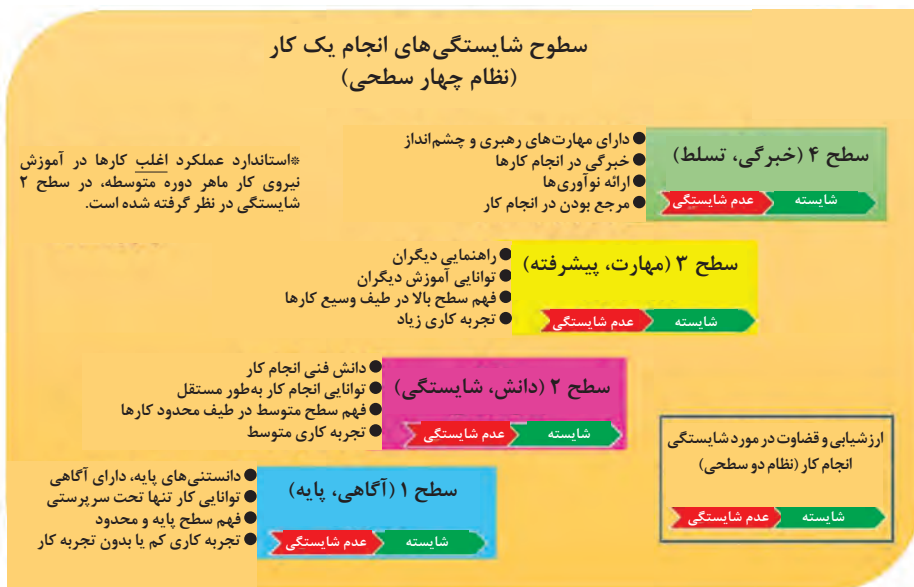 سطوح شایستگی‌های انجام یک کار
(نظام چهار سطحی)
سطح ۴ (خبرگی، تسلط)
شایسته
عدم شایستگی
● دارای مهارت‌های رهبری و چشم‌انداز
● خبرگی در انجام کارها
● ارائه نوآوری‌ها
● مرجع بودن در انجام کار
*استاندارد عملکرد اغلب کارها در آموزش
نیروی کار ماهر دوره متوسطه، در سطح ۲
شایستگی در نظر گرفته شده است.
سطح ۳ (مهارت، پیشرفته)
شایسته
عدم شایستگی
● راهنمایی دیگران
● توانایی آموزش دیگران
● فهم سطح بالا در طیف وسیع کارها
● تجربه کاری زیاد
سطح ۲ (دانش، شایستگی)
شایسته
عدم شایستگی
● دانش فنی انجام کار
● توانایی انجام کار به‌طور مستقل
● فهم سطح متوسط در طیف محدود کارها
● تجربه کاری متوسط
ارزشیابی و قضاوت در مورد شایستگی
انجام کار (نظام دو سطحی)
شایسته
عدم شایستگی
سطح ۱ (آگاهی، پایه)
شایسته
عدم شایستگی
● دانستنی‌های پایه، دارای آگاهی
● توانایی کار تنها تحت سرپرستی
● فهم سطح پایه و محدود
● تجربه کاری کم یا بدون تجربه کار